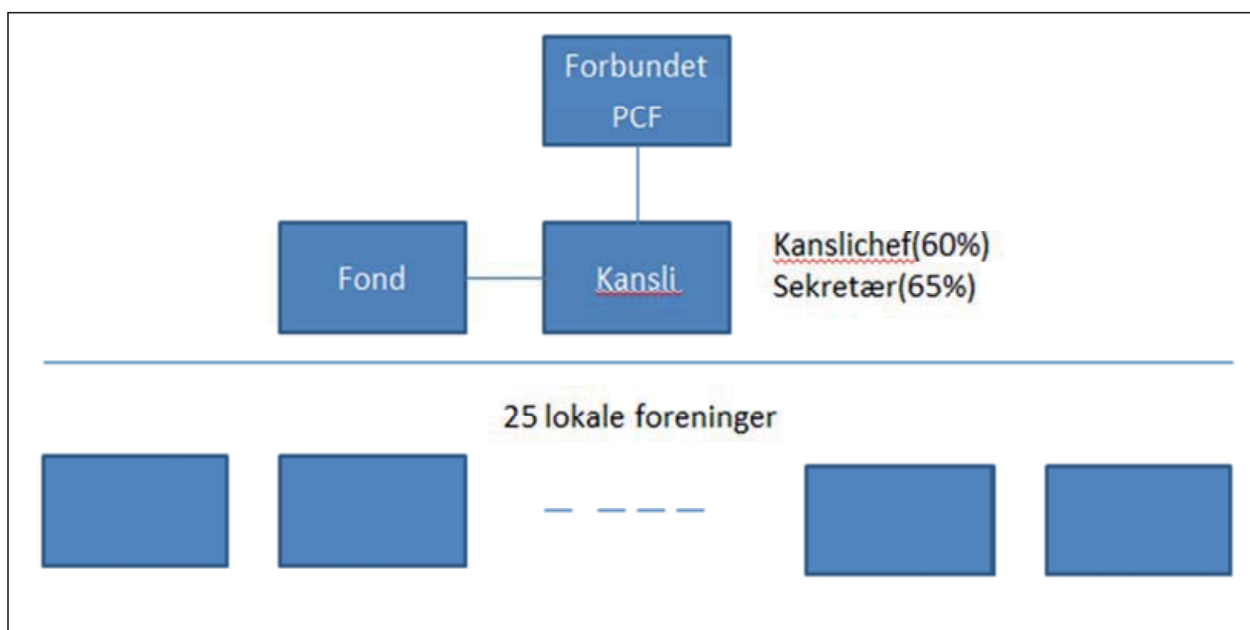 Forbundet
PCF
Fond
Kansli
Kanslichef(60%)
Sekretær(65%)
25 lokale foreninger